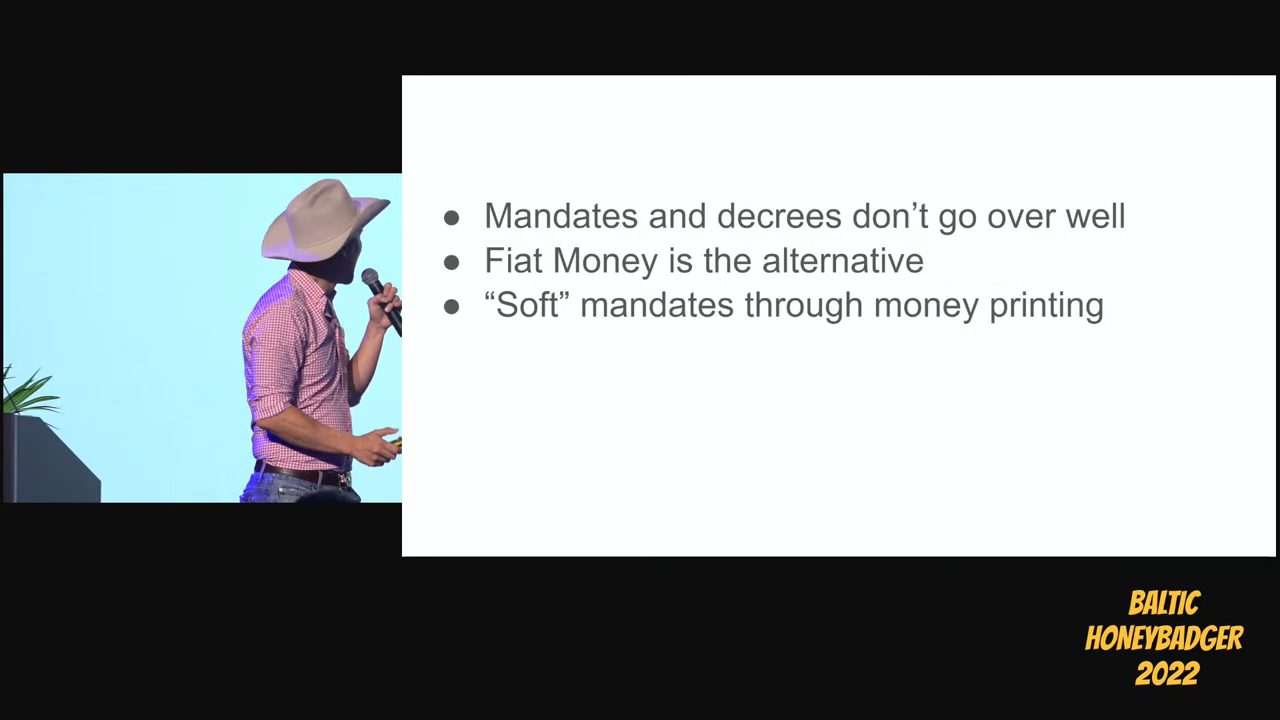 ● Mandates and decrees don’t go over well
● Fiat Money is the alternative
● “Soft” mandates through money printing
BALTIC
HONEYBADGER
2022